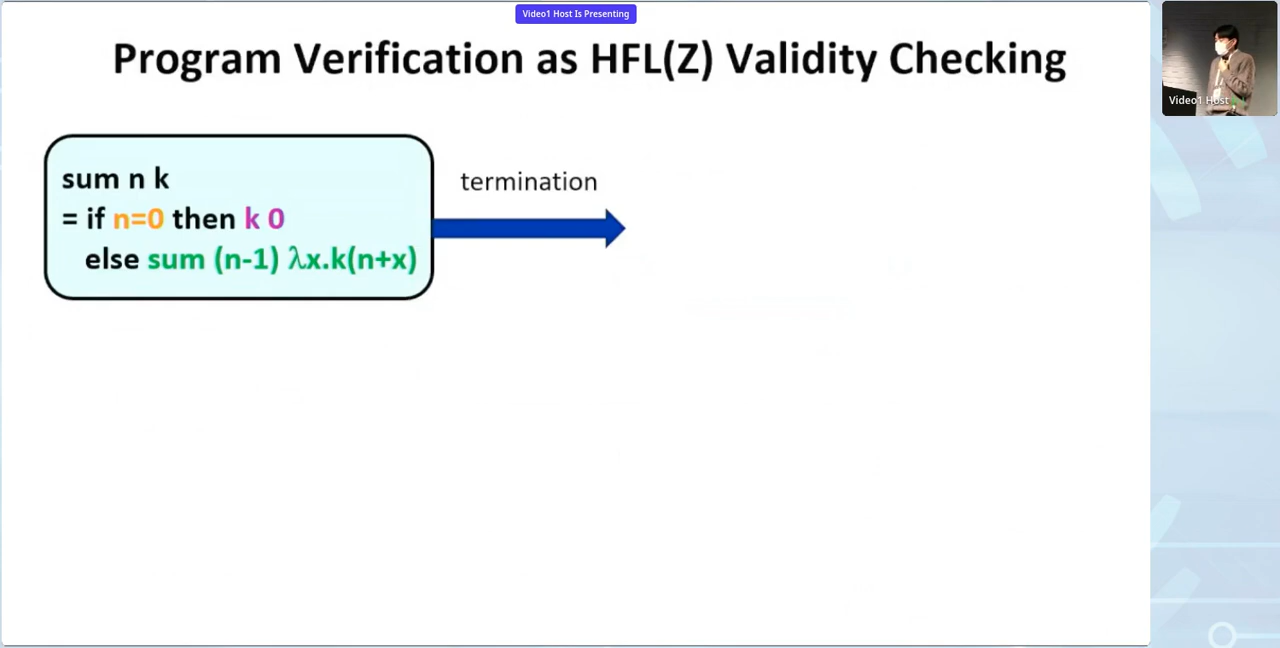 Video1 Host Is Presenting
Program Verification as HFL(Z) Validity Checking
Video1 Host
sum n k
= if n=0 then k 0
else sum (n-1) λx.k(n+x)
termination